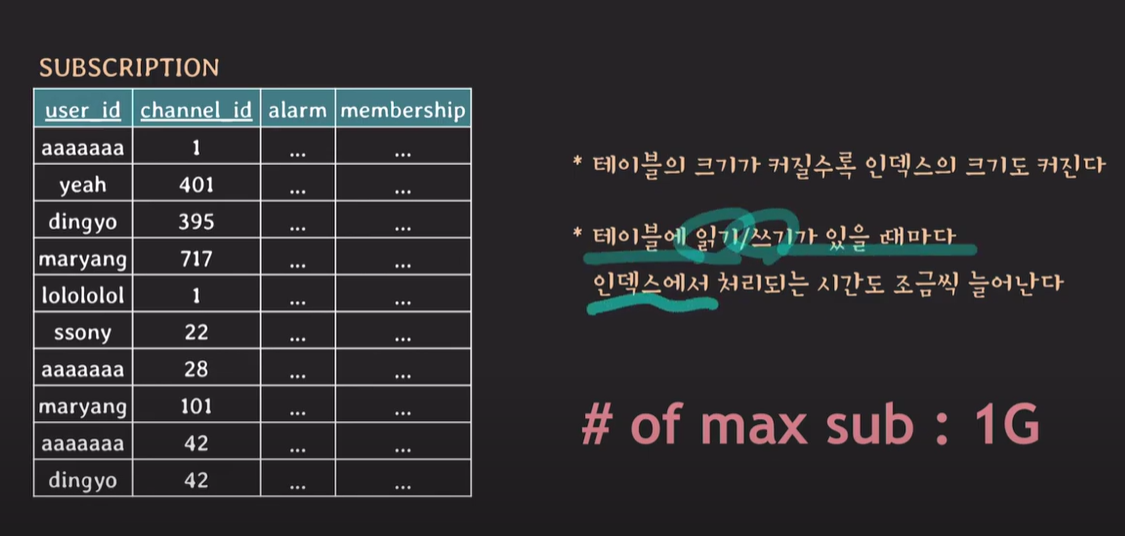 SUBSCRIPTION
user_id channel_id alarm membership
aaaaaaa 1 ... ...
yeah 401 ... ...
dingyo 395 ... ...
maryang 717 ... ...
lolololol 1 ... ...
ssony 22 ... ...
aaaaaaa 28 ... ...
maryang 101 ... ...
aaaaaaa 42 ... ...
dingyo 42 ... ...
* 테이블의 크기가 커질수록 인덱스의 크기도 커진다
* 테이블에 읽기/쓰기가 있을 때마다
인덱스에서 처리되는 시간도 조금씩 늘어난다
# of max sub : 1G